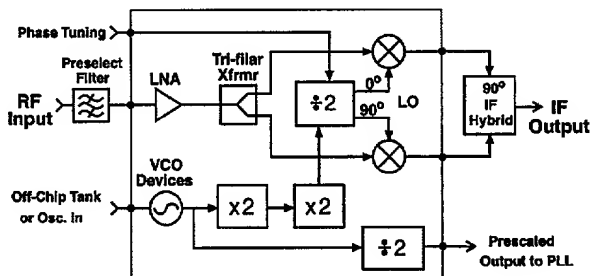 Phase Tuning
Preselect
Filter
RF
Input
LNA
Tri-filar
Xfrmr
÷2
0°
90°
LO
90°
IF
Hybrid
IF
Output
VCO
Devices
Off-Chip Tank
or Osc. In
x2
x2
÷2
Prescaled
Output to PLL